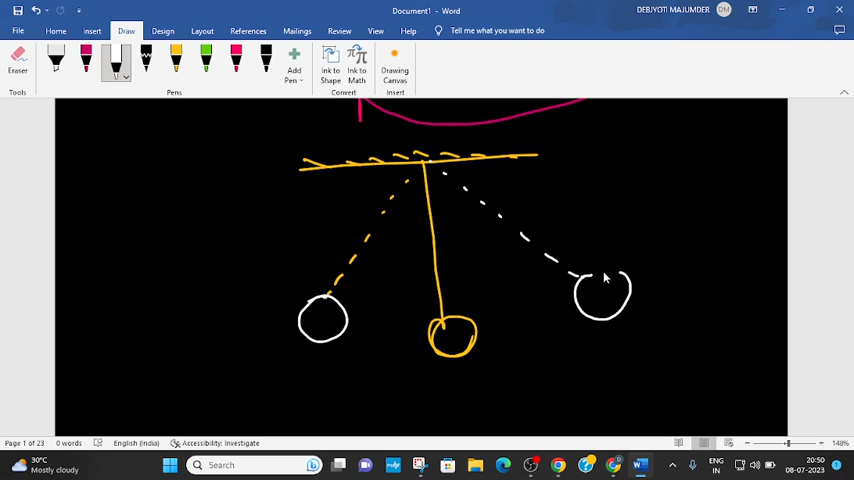 Document1 - Word
DEBJYOTI MAJUMDER
DM
File
Home
Insert
Draw
Design
Layout
References
Mailings
Review
View
Help
Tell me what you want to do
Eraser
Add
Pen
Ink to
Shape
Ink to
Math
Drawing
Canvas
Tools
Pens
Convert
Insert
Page 1 of 23
0 words
English (India)
Accessibility: Investigate
148%
30°C
Mostly cloudy
Search
ENG
IN
20:50
08-07-2023